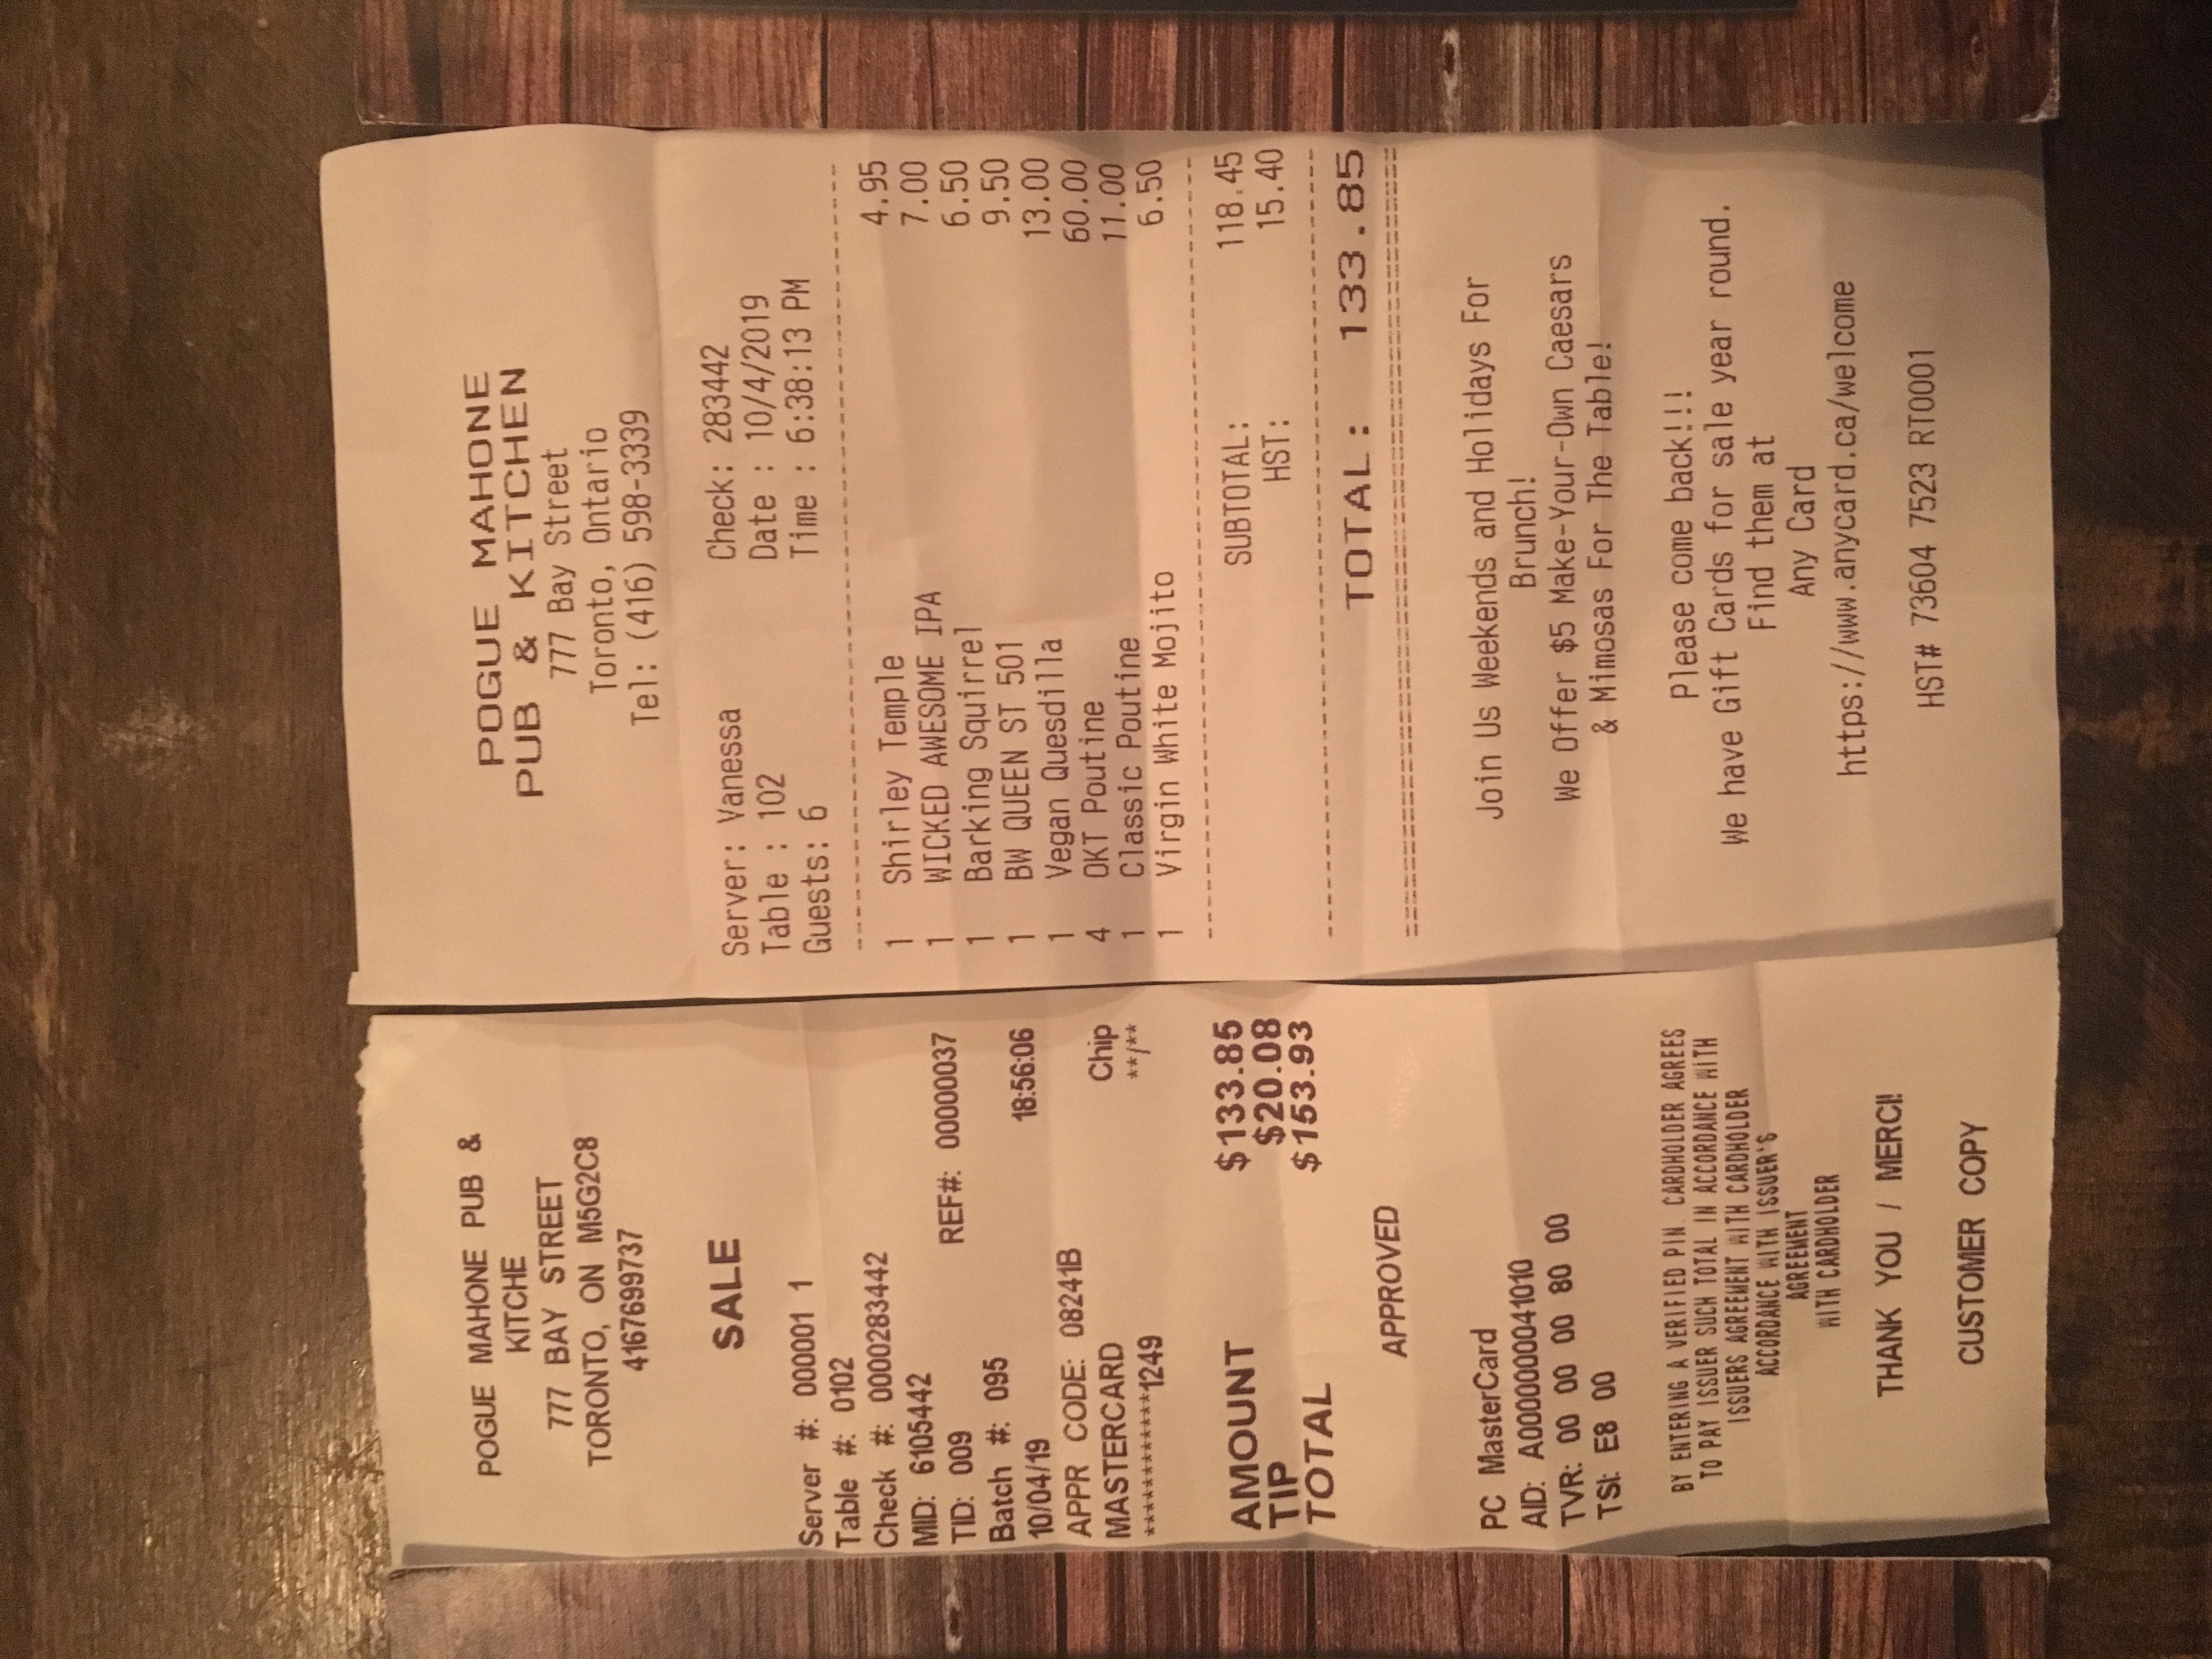 POGUE MAHONE PUB &
KITCHE
777 BAY STREET
TORONTO, ON M5G2C8
4167699737
SALE
Server #: 000001 1
Table #: 0102
Check #: 0000283442
MID: 6105442
TID: 009 REF#: 00000037
Batch #: 095
10/04/19 18:56:06
APPR CODE: 08241B
MASTERCARD Chip
************1249 **/**
AMOUNT $133.85
TIP $20.08
TOTAL $153.93
APPROVED
PC MasterCard
AID: A0000000041010
TVR: 00 00 00 80 00
TSI: E8 00
BY ENTERING A VERIFIED PIN. CARDHOLDER AGREES
TO PAY ISSUER SUCH TOTAL IN ACCORDANCE WITH
ISSUERS AGREEMENT WITH CARDHOLDER
ACCORDANCE WITH ISSUER'S
AGREEMENT
WITH CARDHOLDER
THANK YOU / MERCI!
CUSTOMER COPY
POGUE MAHONE
PUB & KITCHEN
777 Bay Street
Toronto, Ontario
Tel: (416) 598-3339
Server: Vanessa Check: 283442
Table : 102 Date : 10/4/2019
Guests: 6 Time : 6:38:13 PM
1 Shirley Temple 4.95
1 WICKED AWESOME IPA 7.00
1 Barking Squirrel 6.50
1 BW QUEEN ST 501 9.50
1 Vegan Quesdilla 13.00
4 OKT Poutine 60.00
1 Classic Poutine 11.00
1 Virgin White Mojito 6.50
SUBTOTAL: 118.45
HST: 15.40
TOTAL: 133.85
Join Us Weekends and Holidays For
Brunch!
We Offer $5 Make-Your-Own Caesars
& Mimosas For The Table!
Please come back!!!
We have Gift Cards for sale year round.
Find them at
Any Card
https://www.anycard.ca/welcome
HST# 73604 7523 RT0001